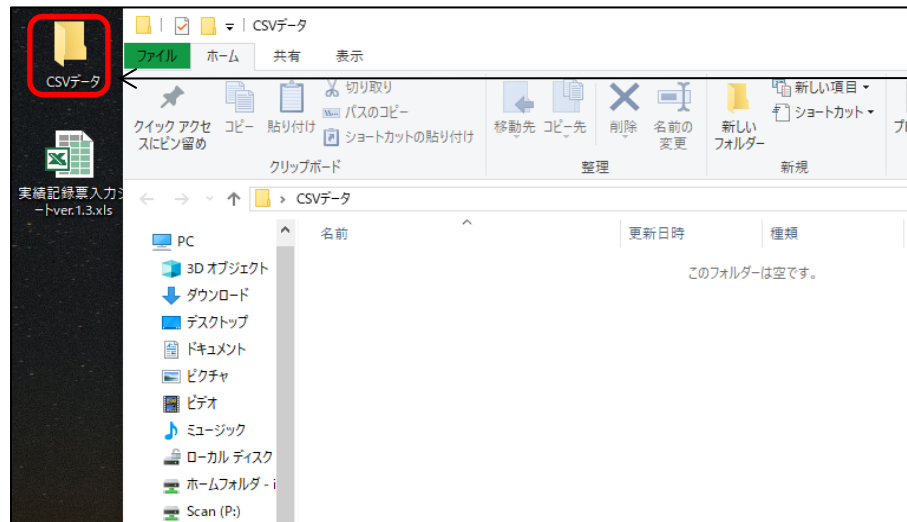 CSVデータ
実績記録票入力シ
ートver.1.3.xls
CSVデータ
ファイル ホーム 共有 表示
クイック アクセ
スにピン留め
コピー
貼り付け
切り取り
パスのコピー
ショートカットの貼り付け
クリップボード
移動先
コピー先
削除
名前の
変更
整理
新しい
フォルダー
新しい項目
ショートカット
新規
プロ
CSVデータ
名前 更新日時 種類
このフォルダーは空です。
PC
3D オブジェクト
ダウンロード
デスクトップ
ドキュメント
ピクチャ
ビデオ
ミュージック
ローカル ディスク
ホームフォルダ - i
Scan (P:)